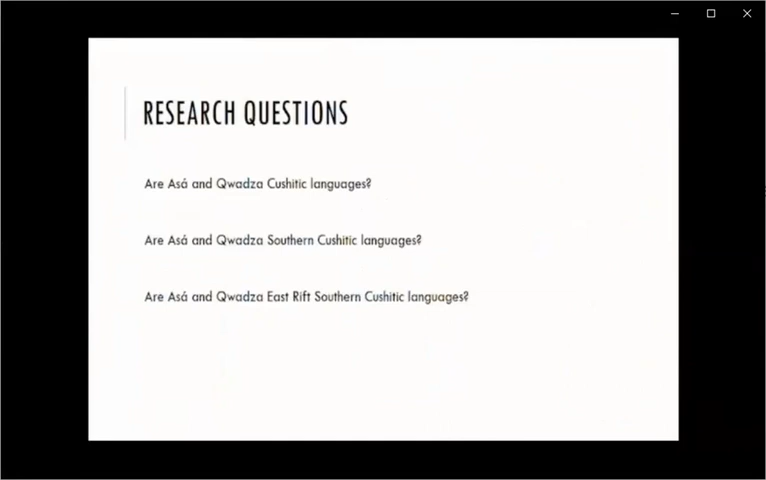 RESEARCH QUESTIONS
Are Asá and Qwadza Cushitic languages?
Are Asá and Qwadza Southern Cushitic languages?
Are Asá and Qwadza East Rift Southern Cushitic languages?